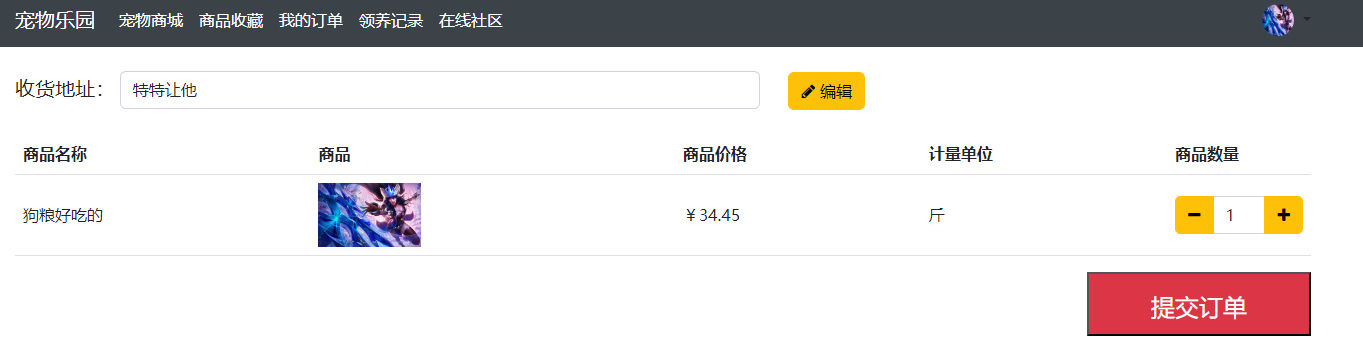 宠物乐园 宠物商城 商品收藏 我的订单 领养记录 在线社区
收货地址： 特特让他 编辑
商品名称 商品 商品价格 计量单位 商品数量
狗粮好吃的 ￥34.45 斤 1
提交订单